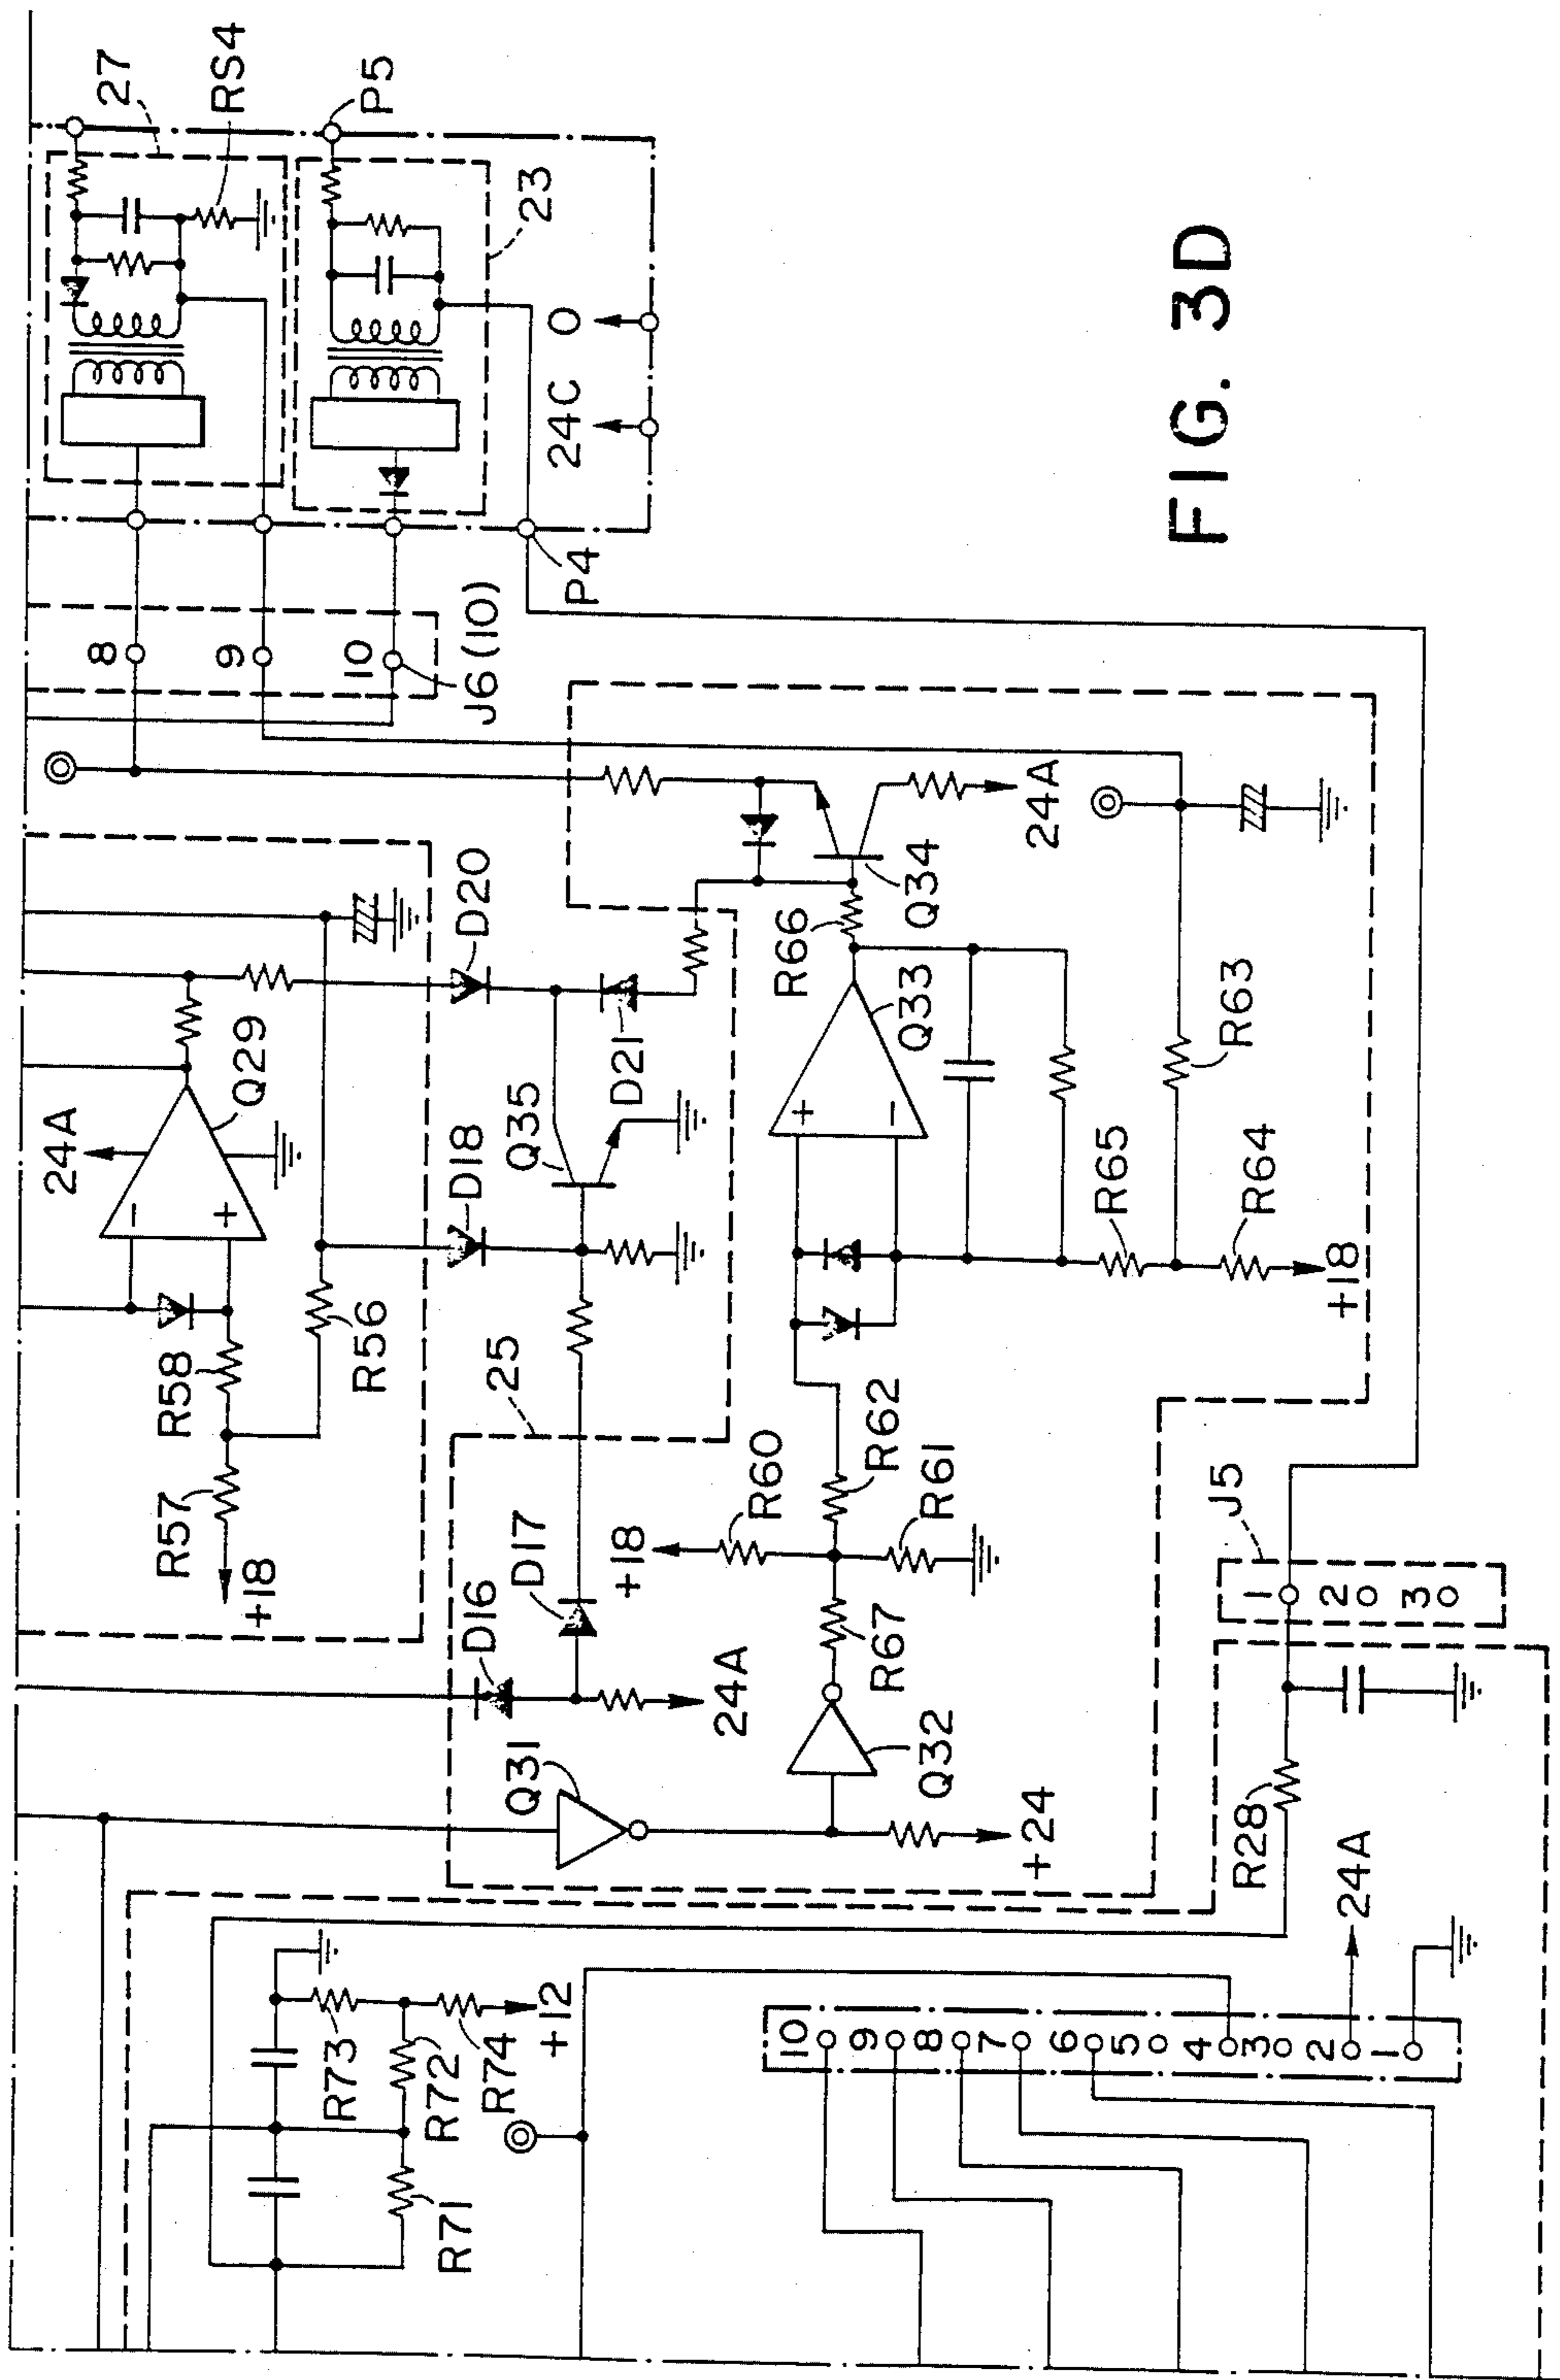 27
RS4
P5
23
24C
O
8
9
10
J6 (10)
P4
24A
Q29
R58
R57
R56
+18
D20
D18
Q35
D21
R66
Q34
24A
Q33
+
−
−
+
R63
R65
R64
+18
25
R60
R62
R61
+18
D17
D16
R67
24A
Q31
Q32
+24
J5
1
2
3
R28
24A
R73
R72
R74
+12
R71
10
9
8
7
6
5
4
3
2
1
FIG. 3D